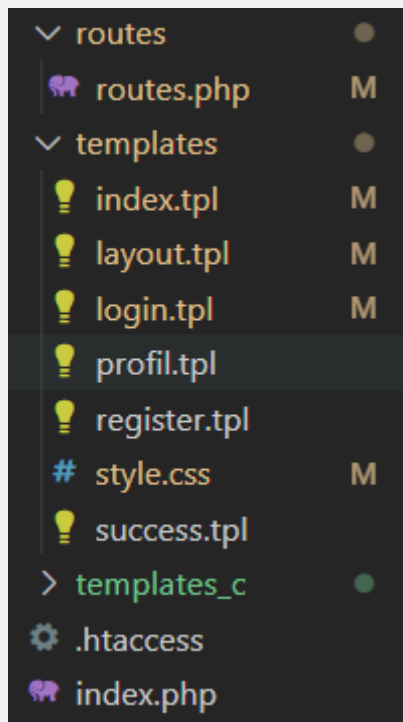 routes
routes.php M
templates
index.tpl M
layout.tpl M
login.tpl M
profil.tpl
register.tpl
# style.css M
success.tpl
templates_c
.htaccess
index.php